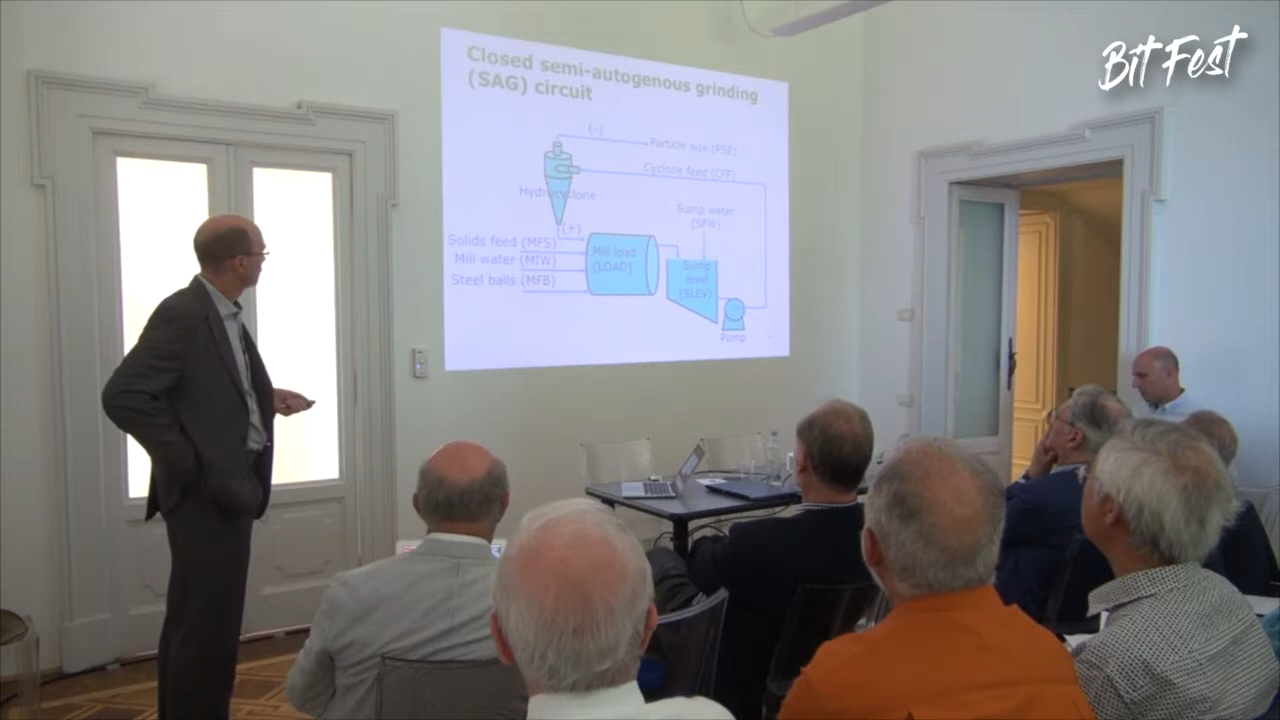 Bit Fest
Closed semi-autogenous grinding
(SAG) circuit
(-)
Particle size (PSE)
Cyclone feed (CFF)
Hydrocyclone
Sump water
(SFW)
(+)
Solids feed (MFS)
Mill water (MIW)
Steel balls (MFB)
Mill load
(LOAD)
Sump
level
(SLEV)
Pump